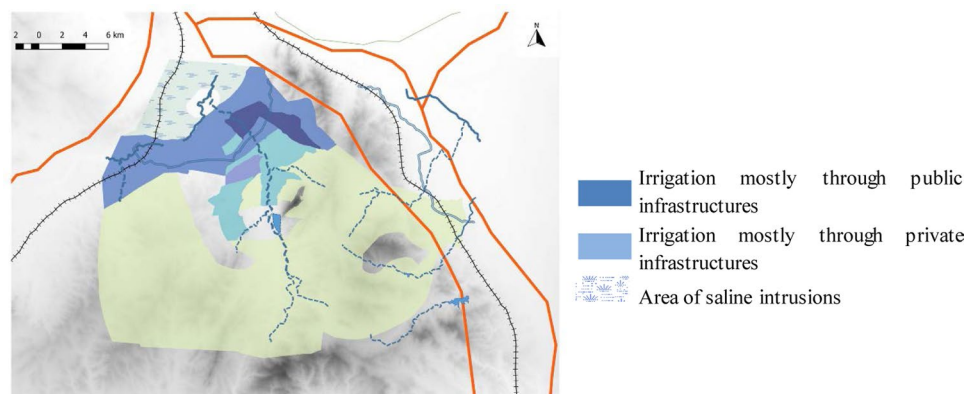 2 0 2 4 6 km
N
Irrigation mostly through public
infrastructures
Irrigation mostly through private
infrastructures
Area of saline intrusions